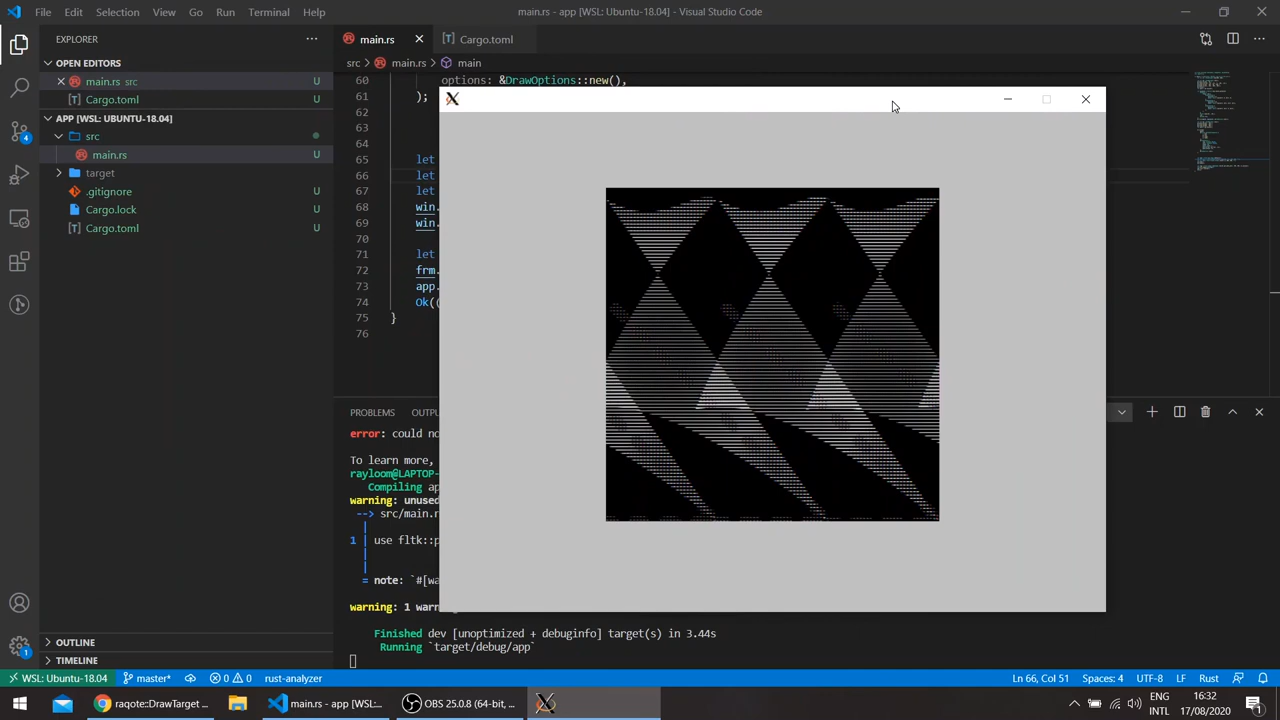 File Edit Selection View Go Run Terminal Help
main.rs - app [WSL: Ubuntu-18.04] - Visual Studio Code
EXPLORER
OPEN EDITORS
main.rs src U
Cargo.toml U
APP [WSL: UBUNTU-18.04]
src
main.rs U
target
.gitignore U
Cargo.lock U
Cargo.toml U
OUTLINE
TIMELINE
main.rs
Cargo.toml
src > main.rs > main
60 options: &DrawOptions::new(),
61 );
62
63
64
65 let
66 let
67 let
68 win.
69 win.
70
71 let
72 frm.
73 app.
74 Ok((
75 }
76
PROBLEMS OUTPU
error: could no
To learn more,
rayloom@LAPTOP-
Compiling ap
warning: unused
--> src/main.r
|
1 | use fltk::p
|
|
= note: `#[wa
warning: 1 warn
Finished dev [unoptimized + debuginfo] target(s) in 3.44s
Running `target/debug/app`
WSL: Ubuntu-18.04 master* 0 0 rust-analyzer
Ln 66, Col 51 Spaces: 4 UTF-8 LF Rust
raqote::DrawTarget ...
main.rs - app [WSL: ...
OBS 25.0.8 (64-bit, ...
ENG 16:32
INTL 17/08/2020
4
1
1